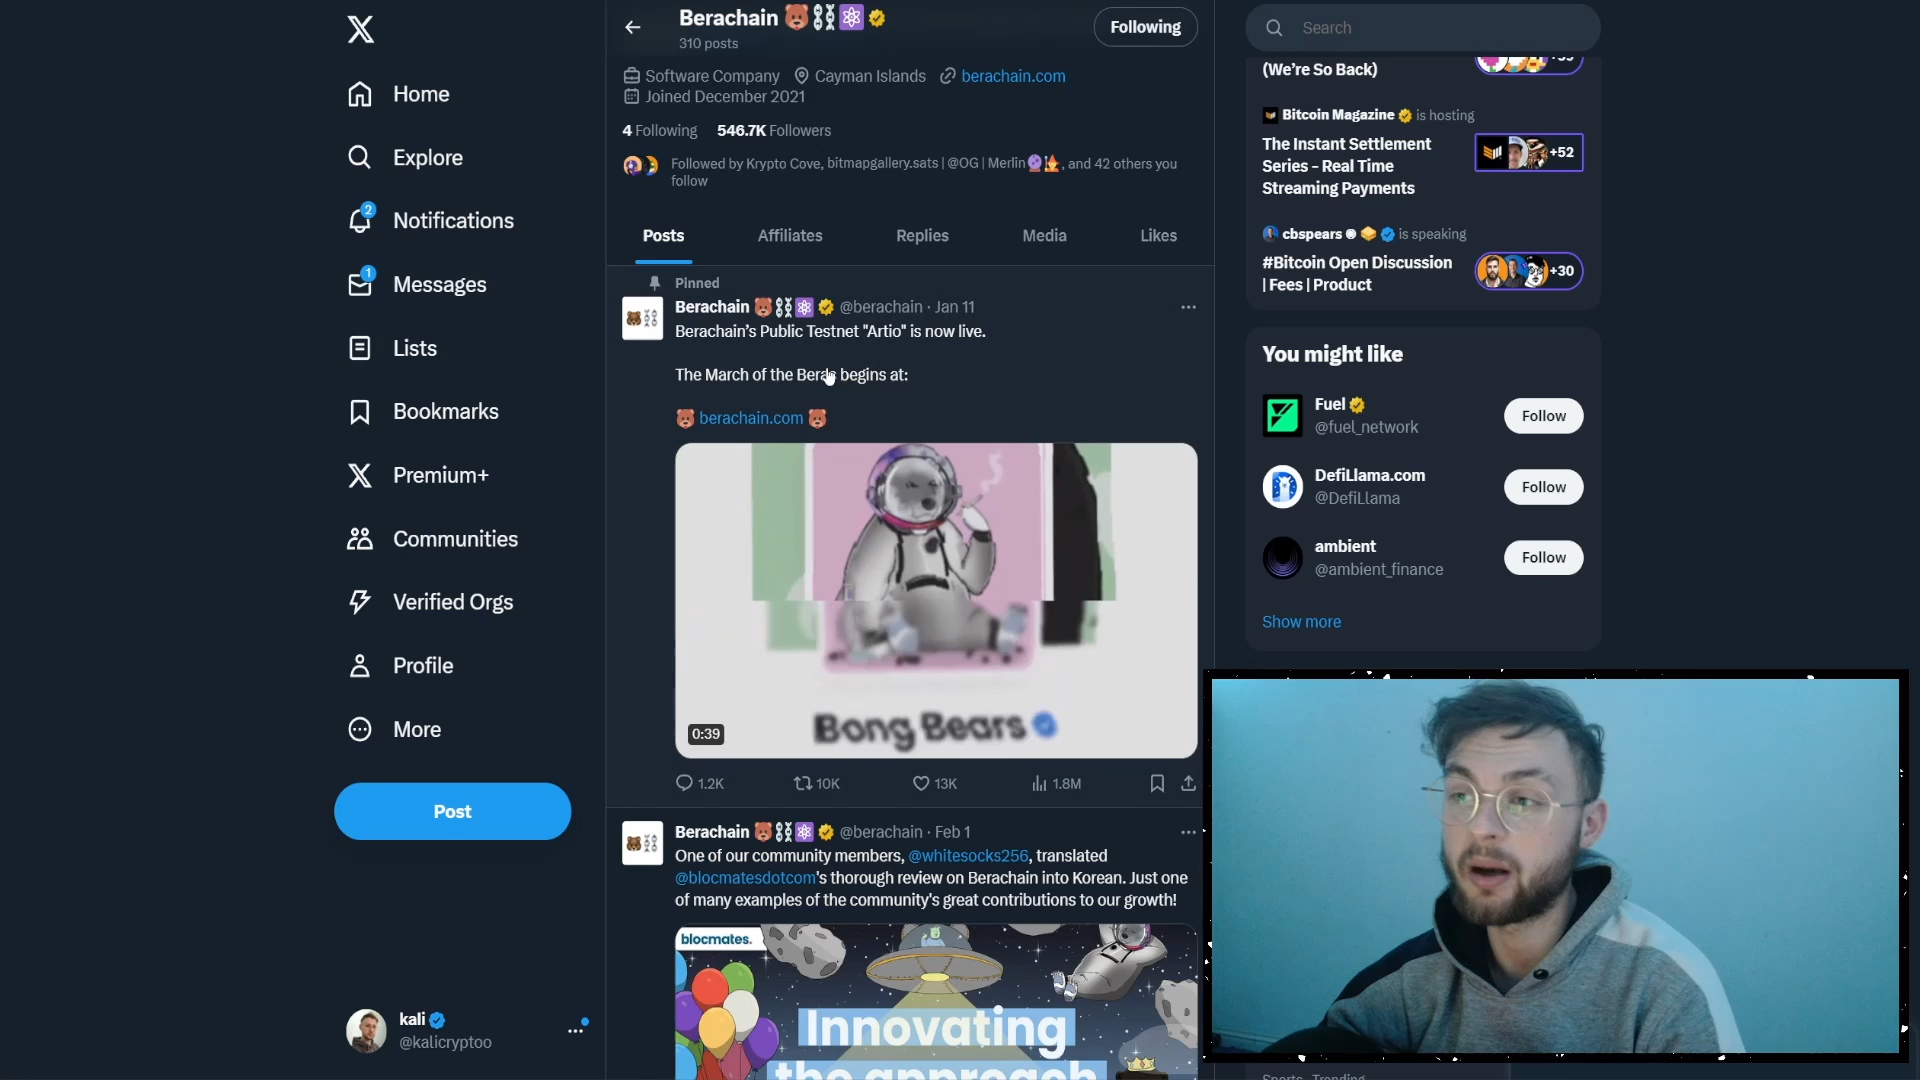 Home
Explore
2
Notifications
1
Messages
Lists
Bookmarks
Premium+
Communities
Verified Orgs
Profile
More
Post
kali
@kalicryptoo
Berachain
310 posts
Following
Software Company Cayman Islands berachain.com
Joined December 2021
4 Following 546.7K Followers
Followed by Krypto Cove, bitmapgallery.sats | @OG | Merlin, and 42 others you
follow
Posts Affiliates Replies Media Likes
Pinned
Berachain @berachain · Jan 11
Berachain's Public Testnet "Artio" is now live.
The March of the Beras begins at:
berachain.com
Bong Bears
0:39
1.2K 10K 13K 1.8M
Berachain @berachain · Feb 1
One of our community members, @whitesocks256, translated
@blocmatesdotcom's thorough review on Berachain into Korean. Just one
of many examples of the community's great contributions to our growth!
blocmates.
Innovating
the approach
Search
(We're So Back)
Bitcoin Magazine is hosting
The Instant Settlement
Series - Real Time
Streaming Payments
+52
cbspears is speaking
#Bitcoin Open Discussion
| Fees | Product
+30
You might like
Fuel
@fuel_network
Follow
DefiLlama.com
@DefiLlama
Follow
ambient
@ambient_finance
Follow
Show more